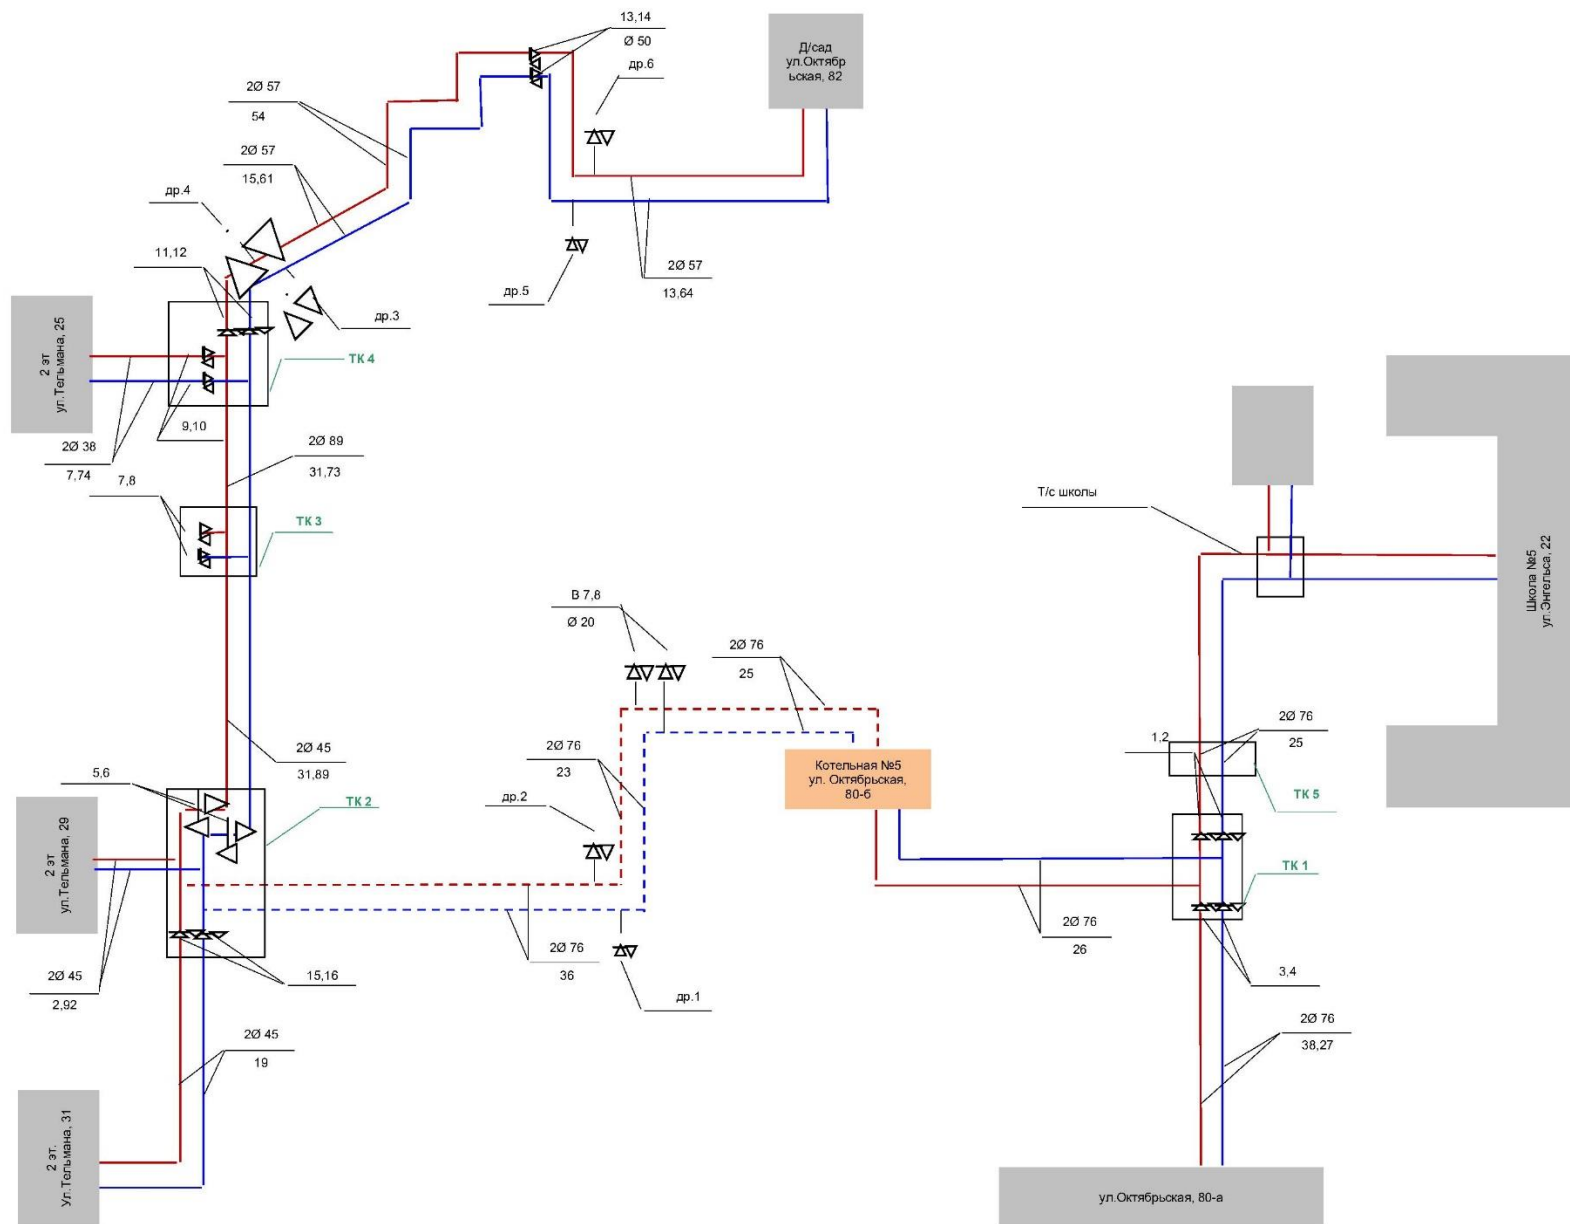 13,14
Ø 50
др.6
Д/сад
ул.Октябр
ьская, 82
2Ø 57
54
2Ø 57
15,61
др.4
11,12
др.5
2Ø 57
13,64
др.3
2 эт
ул.Тельмана, 25
ТК 4
9,10
2Ø 38
7,74
7,8
2Ø 89
31,73
ТК 3
Т/с школы
Школа №5
ул.Энгельса, 22
В 7,8
Ø 20
2Ø 76
25
2Ø 76
23
2Ø 45
31,89
5,6
ТК 2
др.2
Котельная №5
ул. Октябрьская,
80-б
1,2
2Ø 76
25
ТК 5
2 эт
ул.Тельмана, 29
ТК 1
2Ø 45
2,92
15,16
2Ø 76
36
др.1
2Ø 76
26
3,4
2Ø 45
19
2Ø 76
38,27
2 эт.
Ул.Тельмана, 31
ул.Октябрьская, 80-а